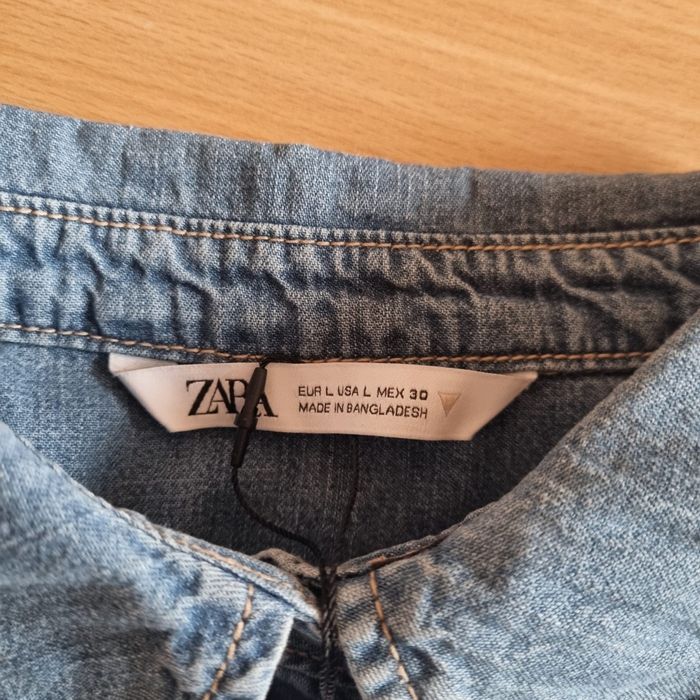 ZARA
EUR L USA L MEX 30
MADE IN BANGLADESH